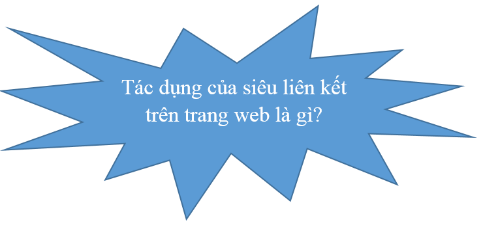 Tác dụng của siêu liên kết
trên trang web là gì?